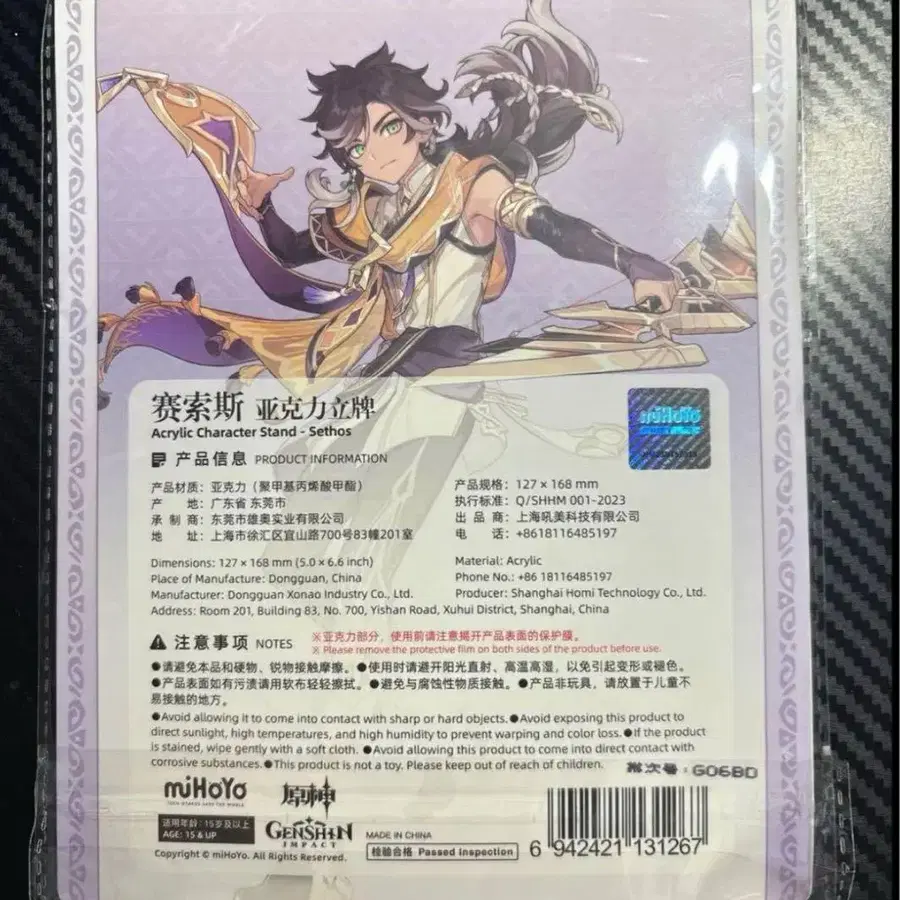 赛索斯 亚克力立牌
Acrylic Character Stand - Sethos
miHoYo
产品信息 PRODUCT INFORMATION
产品材质：亚克力（聚甲基丙烯酸甲酯）
产 地：广东省 东莞市
承 制 商：东莞市雄奥实业有限公司
地 址：上海市徐汇区宜山路700号83幢201室
产品规格：127 × 168 mm
执行标准：Q/SHHM 001-2023
出 品 商：上海吼美科技有限公司
电 话：+8618116485197
Dimensions: 127 × 168 mm (5.0 × 6.6 inch)
Place of Manufacture: Dongguan, China
Manufacturer: Dongguan Xonao Industry Co., Ltd.
Address: Room 201, Building 83, No. 700, Yishan Road, Xuhui District, Shanghai, China
Material: Acrylic
Phone No.: +86 18116485197
Producer: Shanghai Homi Technology Co., Ltd.
注意事项 NOTES
※亚克力部分，使用前请注意揭开产品表面的保护膜。
※ Please remove the protective film on both sides of the product before use.
●请避免本品和硬物、锐物接触摩擦。●使用时请避开阳光直射、高温高湿，以免引起变形或褪色。
●产品表面如有污渍请用软布轻轻擦拭。●避免与腐蚀性物质接触。●产品非玩具，请放置于儿童不
易接触的地方。
●Avoid allowing it to come into contact with sharp or hard objects.●Avoid exposing this product to
direct sunlight, high temperatures, and high humidity to prevent warping and color loss.●If the product
is stained, wipe gently with a soft cloth. ●Avoid allowing this product to come into direct contact with
corrosive substances.●This product is not a toy. Please keep out of reach of children.
批次号：G06BD
miHoYo
TECH OTAKUS SAVE THE WORLD
原神
GENSHIN
IMPACT
适用年龄：15岁及以上
AGE: 15 & UP
MADE IN CHINA
检验合格 Passed Inspection
Copyright © miHoYo. All Rights Reserved.
6 942421 131267